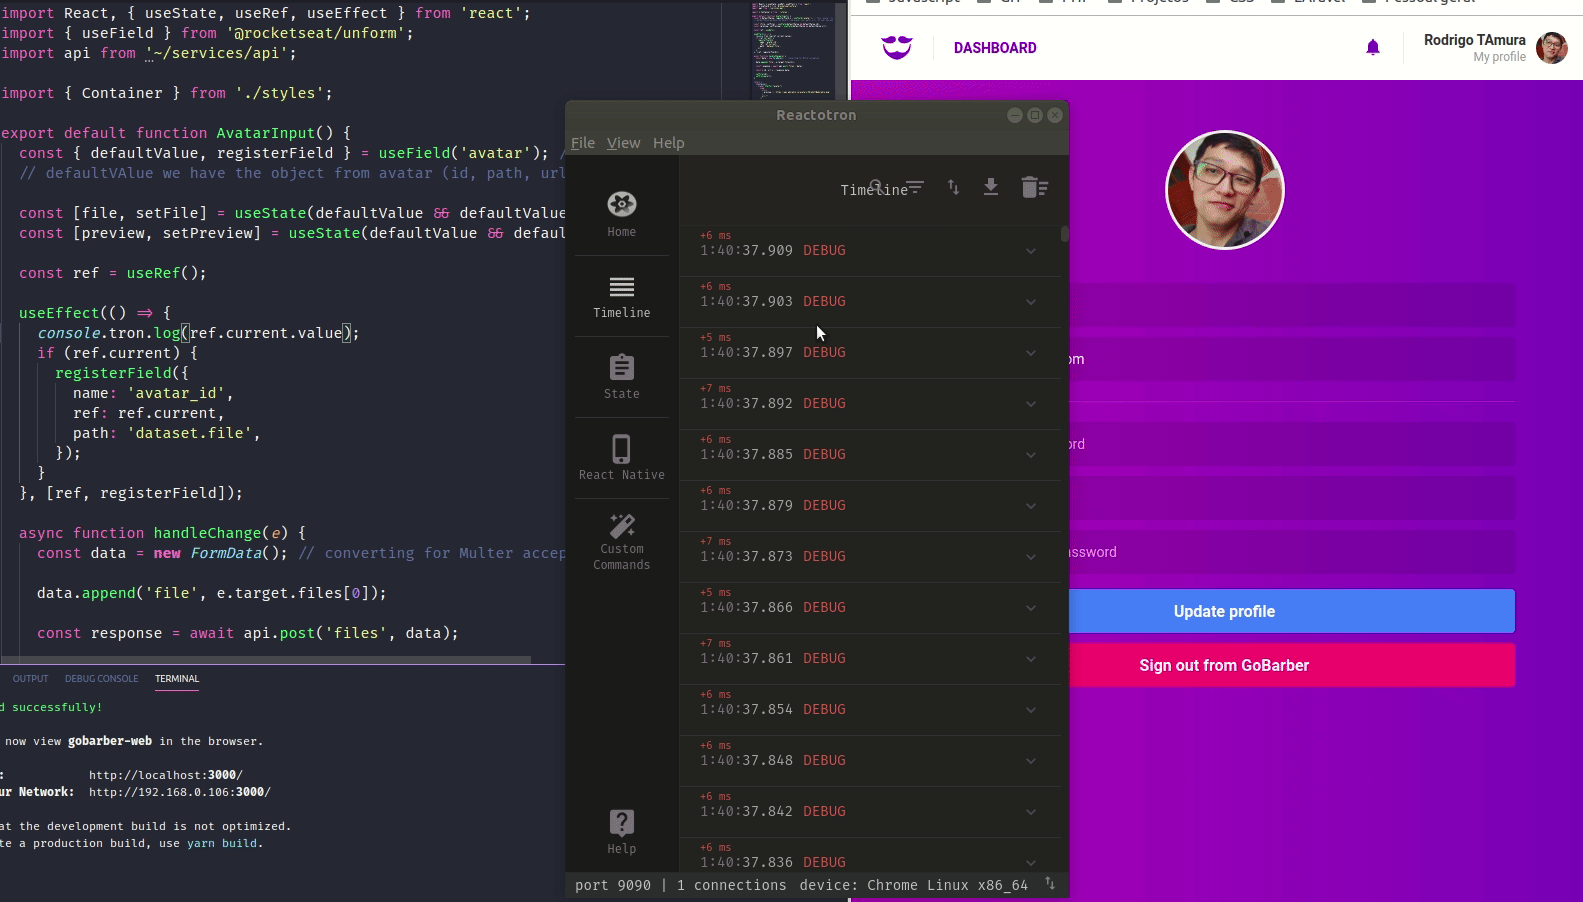 import React, { useState, useRef, useEffect } from 'react';
import { useField } from '@rocketseat/unform';
import api from '~/services/api';
import { Container } from './styles';
export default function AvatarInput() {
const { defaultValue, registerField } = useField('avatar'); /
// defaultVAlue we have the object from avatar (id, path, url
const [file, setFile] = useState(defaultValue && defaultValue
const [preview, setPreview] = useState(defaultValue && defaul
const ref = useRef();
useEffect(() => {
console.tron.log(ref.current.value);
if (ref.current) {
registerField({
name: 'avatar_id',
ref: ref.current,
path: 'dataset.file',
});
}
}, [ref, registerField]);
async function handleChange(e) {
const data = new FormData(); // converting for Multer accep
data.append('file', e.target.files[0]);
const response = await api.post('files', data);
OUTPUT DEBUG CONSOLE TERMINAL
d successfully!
now view gobarber-web in the browser.
: http://localhost:3000/
ur Network: http://192.168.0.106:3000/
at the development build is not optimized.
te a production build, use yarn build.
Reactotron
File View Help
Home
Timeline
State
React Native
Custom
Commands
Help
Timeline
+6 ms
1:40:37.909 DEBUG
+6 ms
1:40:37.903 DEBUG
+5 ms
1:40:37.897 DEBUG
+7 ms
1:40:37.892 DEBUG
+6 ms
1:40:37.885 DEBUG
+6 ms
1:40:37.879 DEBUG
+7 ms
1:40:37.873 DEBUG
+5 ms
1:40:37.866 DEBUG
+7 ms
1:40:37.861 DEBUG
+6 ms
1:40:37.854 DEBUG
+6 ms
1:40:37.848 DEBUG
+6 ms
1:40:37.842 DEBUG
+6 ms
1:40:37.836 DEBUG
port 9090 | 1 connections device: Chrome Linux x86_64
DASHBOARD
Rodrigo TAmura
My profile
om
ord
assword
Update profile
Sign out from GoBarber